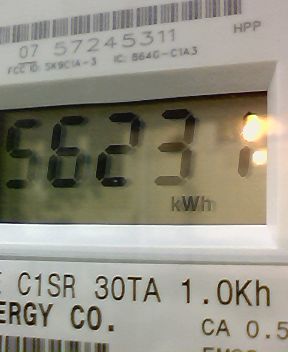 07 57245311
HPP
FCC ID: SK9C1A-3 IC: 864G-C1A3
56231
kWh
C1SR 30TA 1.0Kh
ERGY CO.
CA 0.5